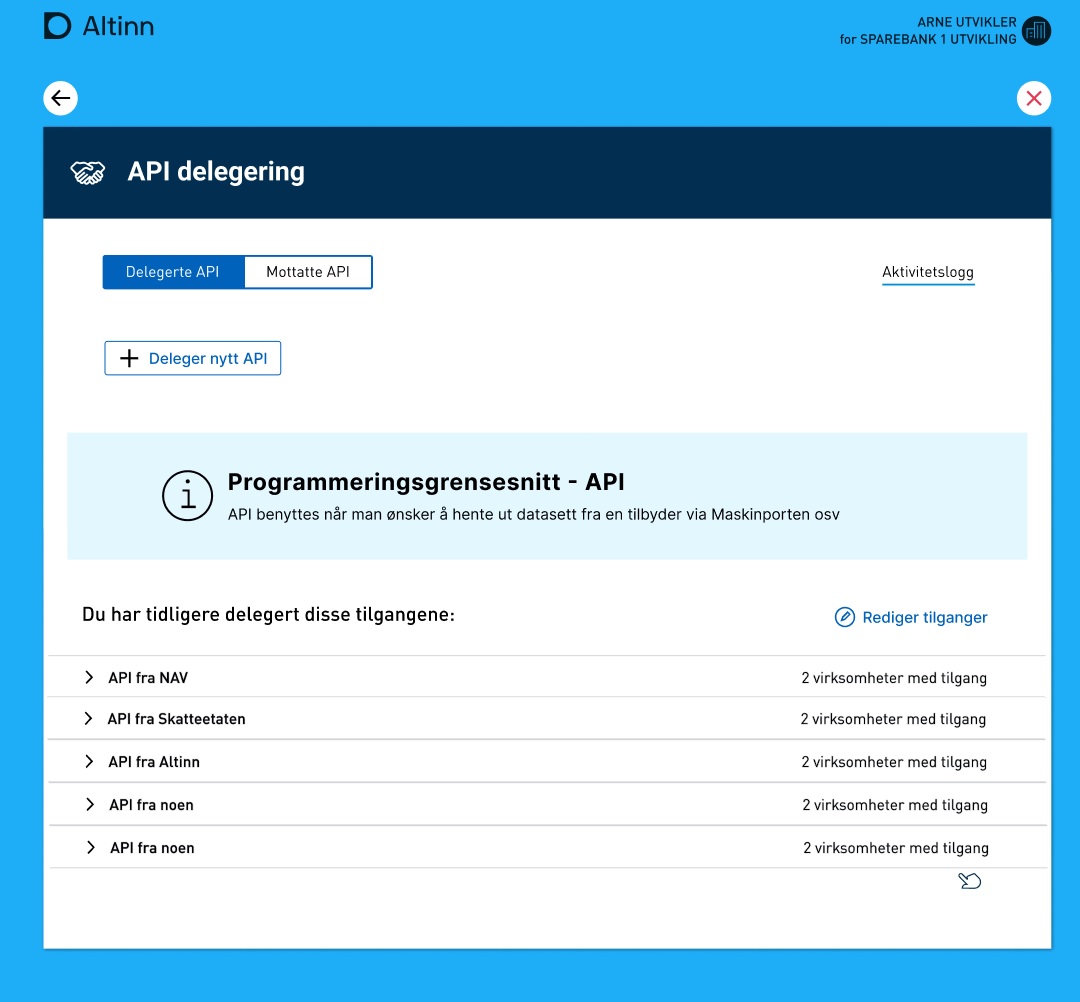 Altinn
ARNE UTVIKLER
for SPAREBANK 1 UTVIKLING
API delegering
Delegerte API
Mottatte API
Aktivitetslogg
Deleger nytt API
Programmeringsgrensesnitt - API
API benyttes når man ønsker å hente ut datasett fra en tilbyder via Maskinporten osv
Du har tidligere delegert disse tilgangene:
Rediger tilganger
API fra NAV
2 virksomheter med tilgang
API fra Skatteetaten
2 virksomheter med tilgang
API fra Altinn
2 virksomheter med tilgang
API fra noen
2 virksomheter med tilgang
API fra noen
2 virksomheter med tilgang